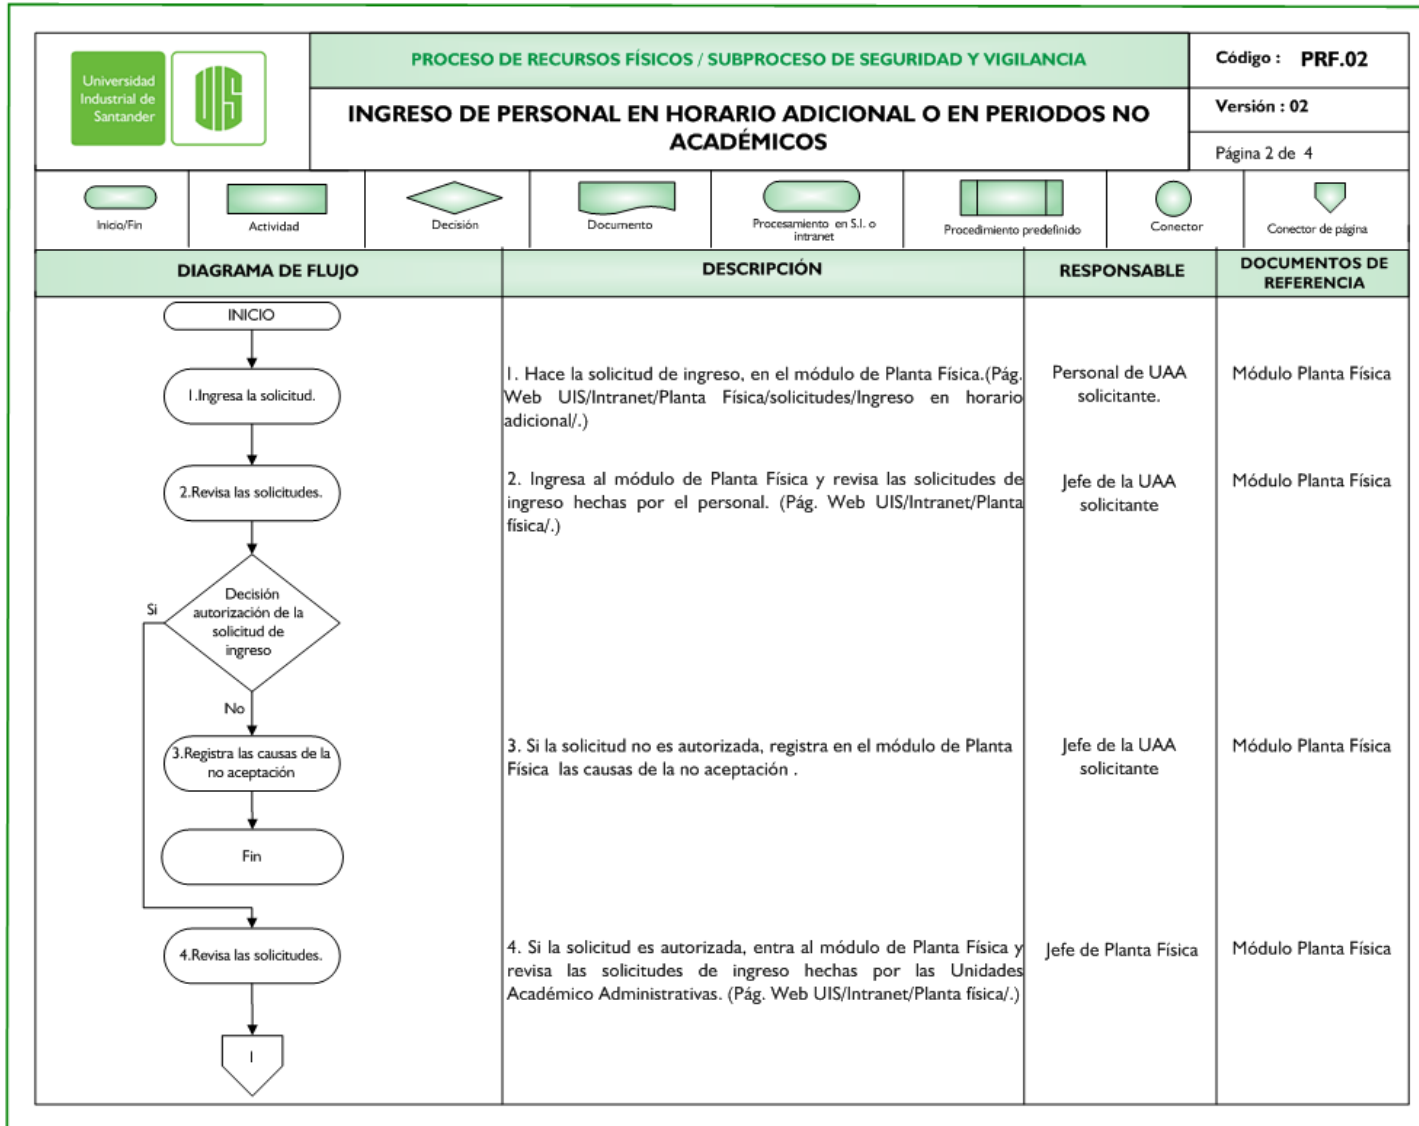 Universidad
Industrial de
Santander
UIS
PROCESO DE RECURSOS FÍSICOS / SUBPROCESO DE SEGURIDAD Y VIGILANCIA
INGRESO DE PERSONAL EN HORARIO ADICIONAL O EN PERIODOS NO
ACADÉMICOS
Código : PRF.02
Versión : 02
Página 2 de 4
Inicio/Fin
Actividad
Decisión
Documento
Procesamiento en S.I. o
intranet
Procedimiento predefinido
Conector
Conector de página
DIAGRAMA DE FLUJO
DESCRIPCIÓN
RESPONSABLE
DOCUMENTOS DE
REFERENCIA
INICIO
1.Ingresa la solicitud.
1. Hace la solicitud de ingreso, en el módulo de Planta Física.(Pág.
Web UIS/Intranet/Planta Física/solicitudes/Ingreso en horario
adicional/.)
Personal de UAA
solicitante.
Módulo Planta Física
2.Revisa las solicitudes.
2. Ingresa al módulo de Planta Física y revisa las solicitudes de
ingreso hechas por el personal. (Pág. Web UIS/Intranet/Planta
física/.)
Jefe de la UAA
solicitante
Módulo Planta Física
Decisión
autorización de la
solicitud de
ingreso
Si
No
3.Registra las causas de la
no aceptación
3. Si la solicitud no es autorizada, registra en el módulo de Planta
Física las causas de la no aceptación .
Jefe de la UAA
solicitante
Módulo Planta Física
Fin
4.Revisa las solicitudes.
4. Si la solicitud es autorizada, entra al módulo de Planta Física y
revisa las solicitudes de ingreso hechas por las Unidades
Académico Administrativas. (Pág. Web UIS/Intranet/Planta física/.)
Jefe de Planta Física
Módulo Planta Física
1